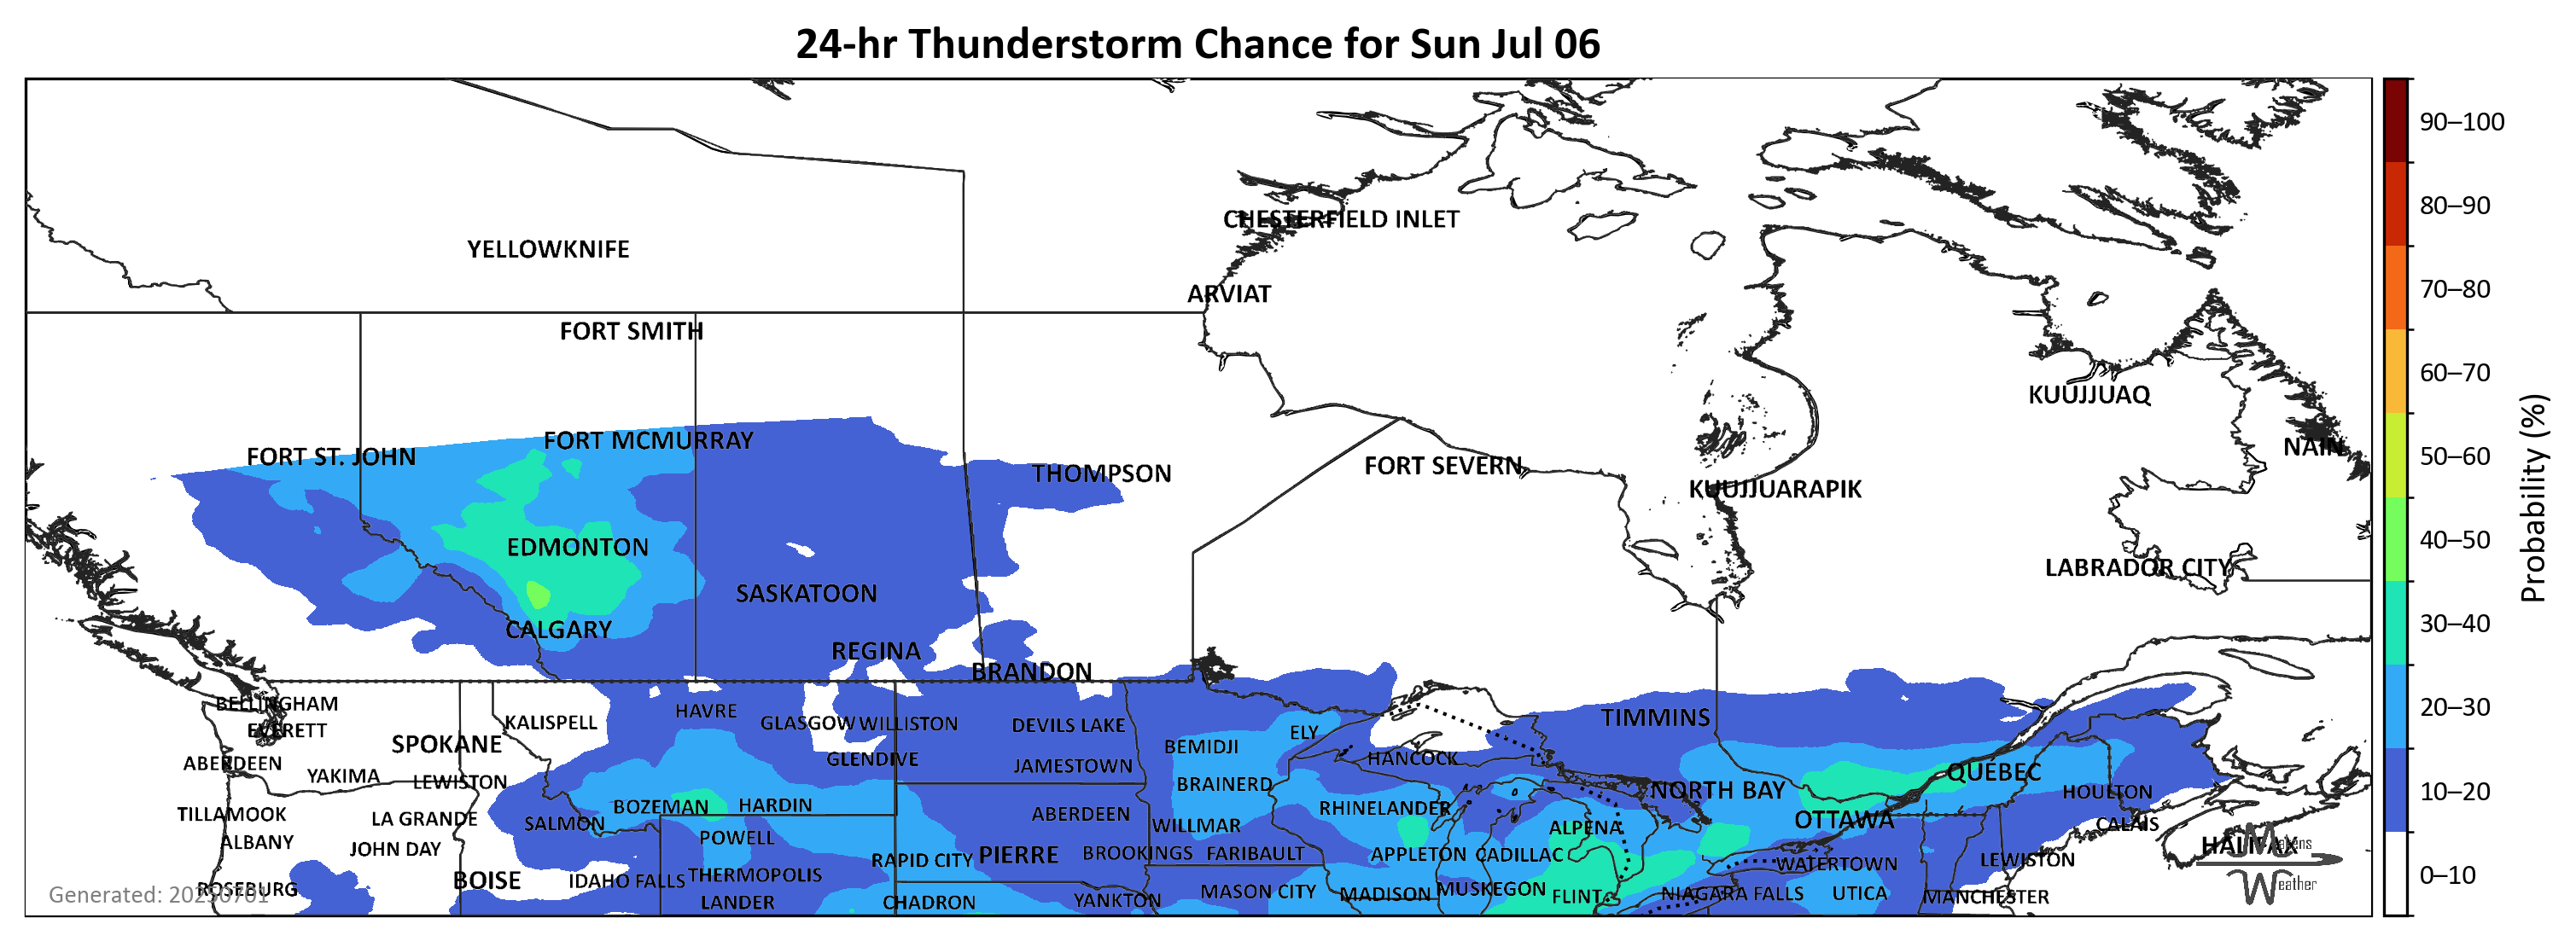 24-hr Thunderstorm Chance for Sun Jul 06
90–100
80–90
CHESTERFIELD INLET
YELLOWKNIFE
70–80
ARVIAT
FORT SMITH
60–70
KUUJJUAQ
Probability (%)
FORT MCMURRAY
NAIN
50–60
FORT ST. JOHN
FORT SEVERN
THOMPSON
KUUJJUARAPIK
40–50
EDMONTON
LABRADOR CITY
SASKATOON
30–40
CALGARY
REGINA
BRANDON
BELLINGHAM
20–30
HAVRE
TIMMINS
KALISPELL
GLASGOW WILLISTON
DEVILS LAKE
EVERETT
ELY
SPOKANE
BEMIDJI
HANCOCK
GLENDIVE
ABERDEEN
JAMESTOWN
QUÉBEC
YAKIMA
LEWISTON
BRAINERD
NORTH BAY
HOULTON
10–20
BOZEMAN
HARDIN
RHINELANDER
TILLAMOOK
LA GRANDE
ABERDEEN
SALMON
WILLMAR
ALPENA
OTTAWA
CALAIS
ALBANY
POWELL
HALIFAX
Makens
JOHN DAY
RAPID CITY
PIERRE
BROOKINGS
FARIBAULT
APPLETON
CADILLAC
WATERTOWN
LEWISTON
0–10
BOISE
IDAHO FALLS
THERMOPOLIS
Weather
ROSEBURG
Generated: 20250701
MASON CITY
MADISON
MUSKEGON
FLINT
NIAGARA FALLS
UTICA
MANCHESTER
LANDER
CHADRON
YANKTON